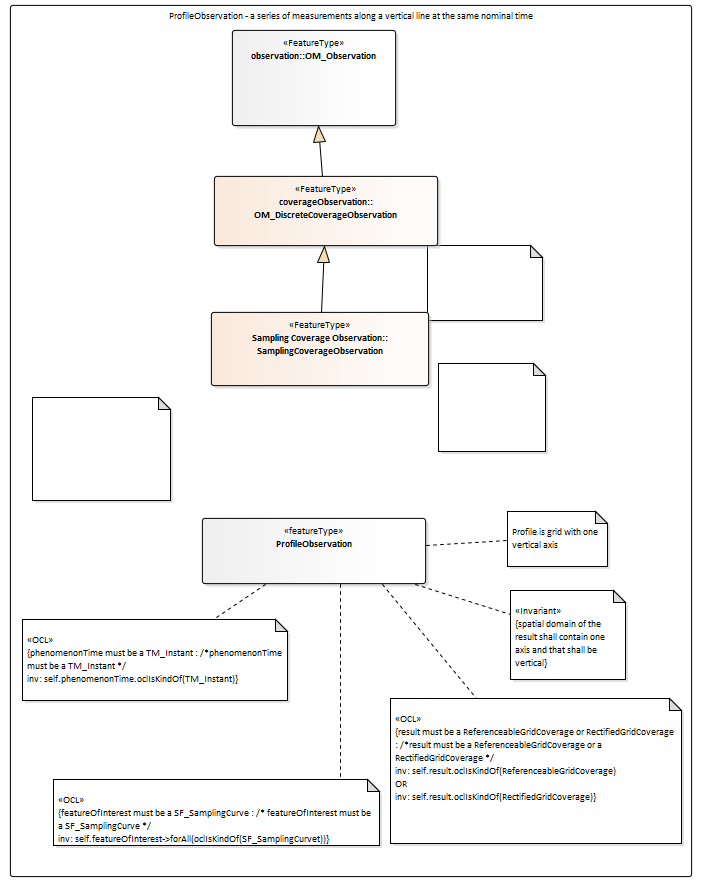 ProfileObservation - a series of measurements along a vertical line at the same nominal time
«FeatureType»
observation::OM_Observation
«FeatureType»
coverageObservation::
OM_DiscreteCoverageObservation
«FeatureType»
Sampling Coverage Observation::
SamplingCoverageObservation
«featureType»
ProfileObservation
Profile is grid with one
vertical axis
«Invariant»
{spatial domain of the
result shall contain one
axis and that shall be
vertical}
«OCL»
{phenomenonTime must be a TM_Instant : /*phenomenonTime
must be a TM_Instant */
inv: self.phenomenonTime.oclIsKindOf(TM_Instant)}
«OCL»
{result must be a ReferenceableGridCoverage or RectifiedGridCoverage
: /*result must be a ReferenceableGridCoverage or a
RectifiedGridCoverage */
inv: self.result.oclIsKindOf(ReferenceableGridCoverage)
OR
inv: self.result.oclIsKindOf(RectifiedGridCoverage)}
«OCL»
{featureOfInterest must be a SF_SamplingCurve : /* featureOfInterest must be
a SF_SamplingCurve */
inv: self.featureOfInterest->forAll(oclIsKindOf(SF_SamplingCurvet))}